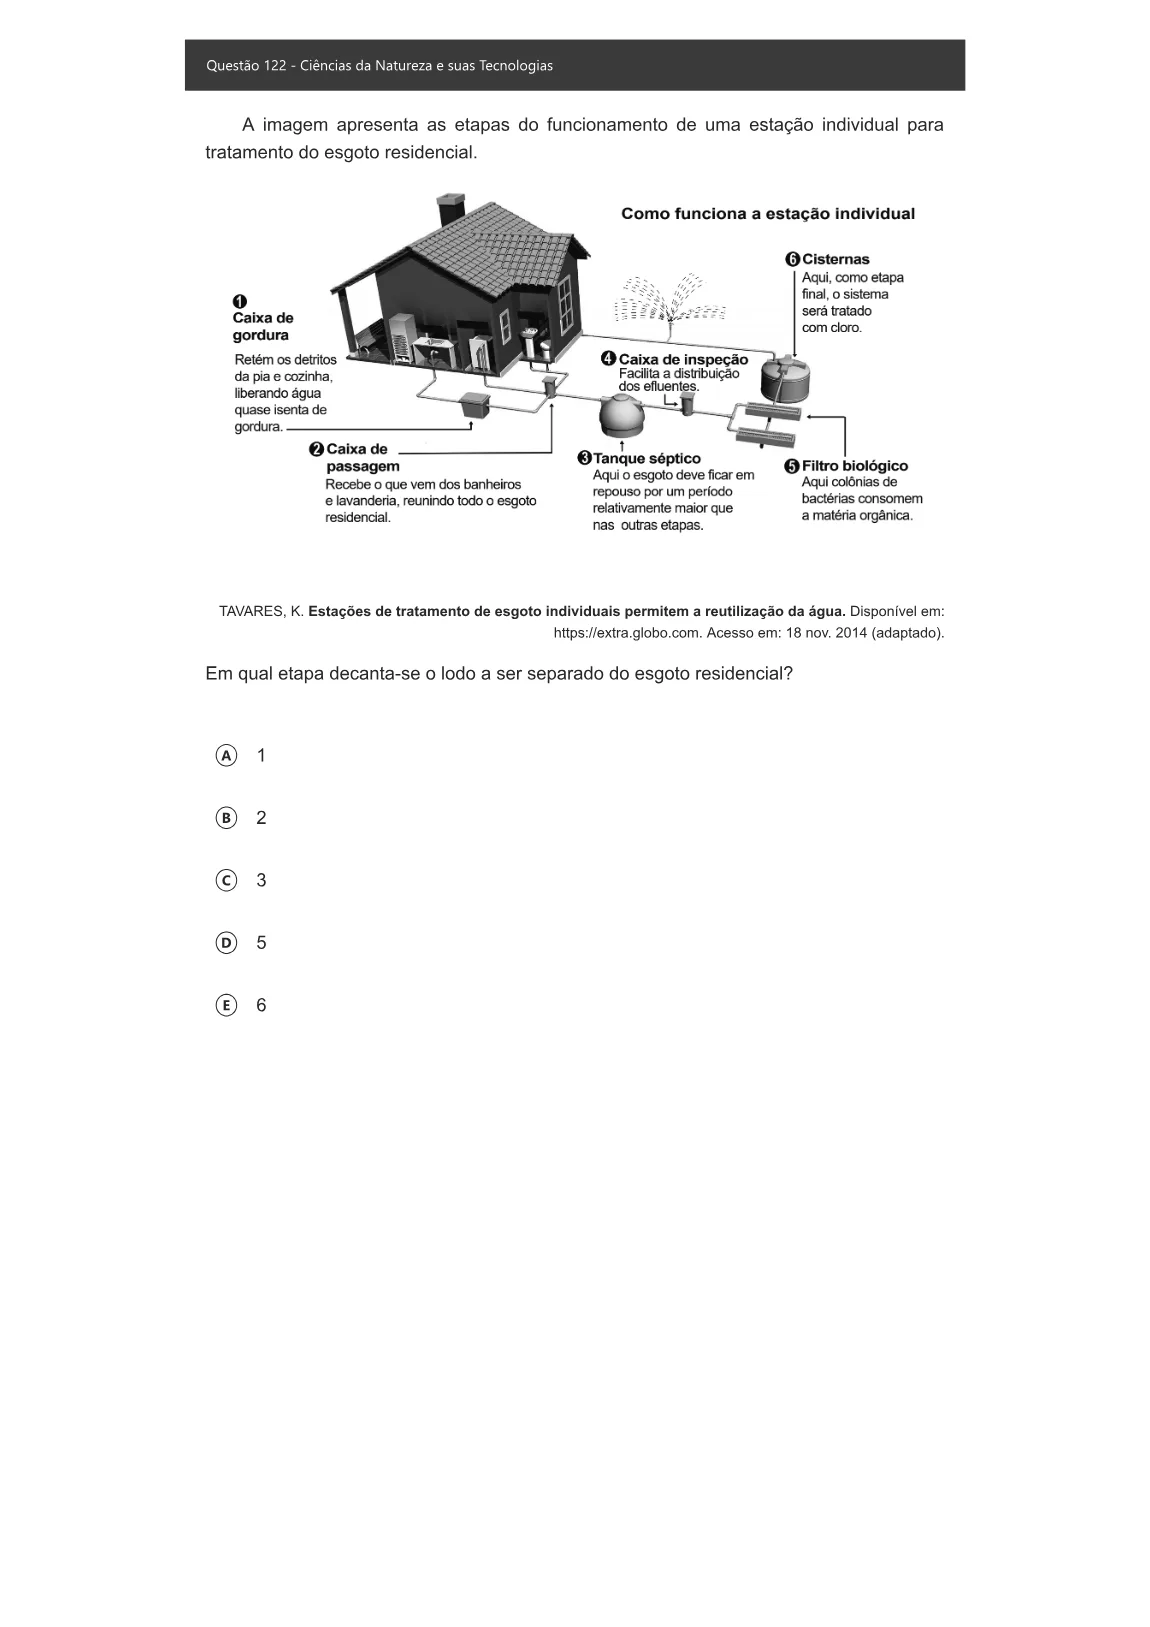 Questão 122 - Ciências da Natureza e suas Tecnologias
A imagem apresenta as etapas do funcionamento de uma estação individual para
tratamento do esgoto residencial.
Como funciona a estação individual
❶
Caixa de
gordura
Retém os detritos
da pia e cozinha,
liberando água
quase isenta de
gordura.
❷ Caixa de
passagem
Recebe o que vem dos banheiros
e lavanderia, reunindo todo o esgoto
residencial.
❸ Tanque séptico
Aqui o esgoto deve ficar em
repouso por um período
relativamente maior que
nas outras etapas.
❹ Caixa de inspeção
Facilita a distribuição
dos efluentes.
❺ Filtro biológico
Aqui colônias de
bactérias consomem
a matéria orgânica.
❻ Cisternas
Aqui, como etapa
final, o sistema
será tratado
com cloro.
TAVARES, K. Estações de tratamento de esgoto individuais permitem a reutilização da água. Disponível em:
https://extra.globo.com. Acesso em: 18 nov. 2014 (adaptado).
Em qual etapa decanta-se o lodo a ser separado do esgoto residencial?
A 1
B 2
C 3
D 5
E 6